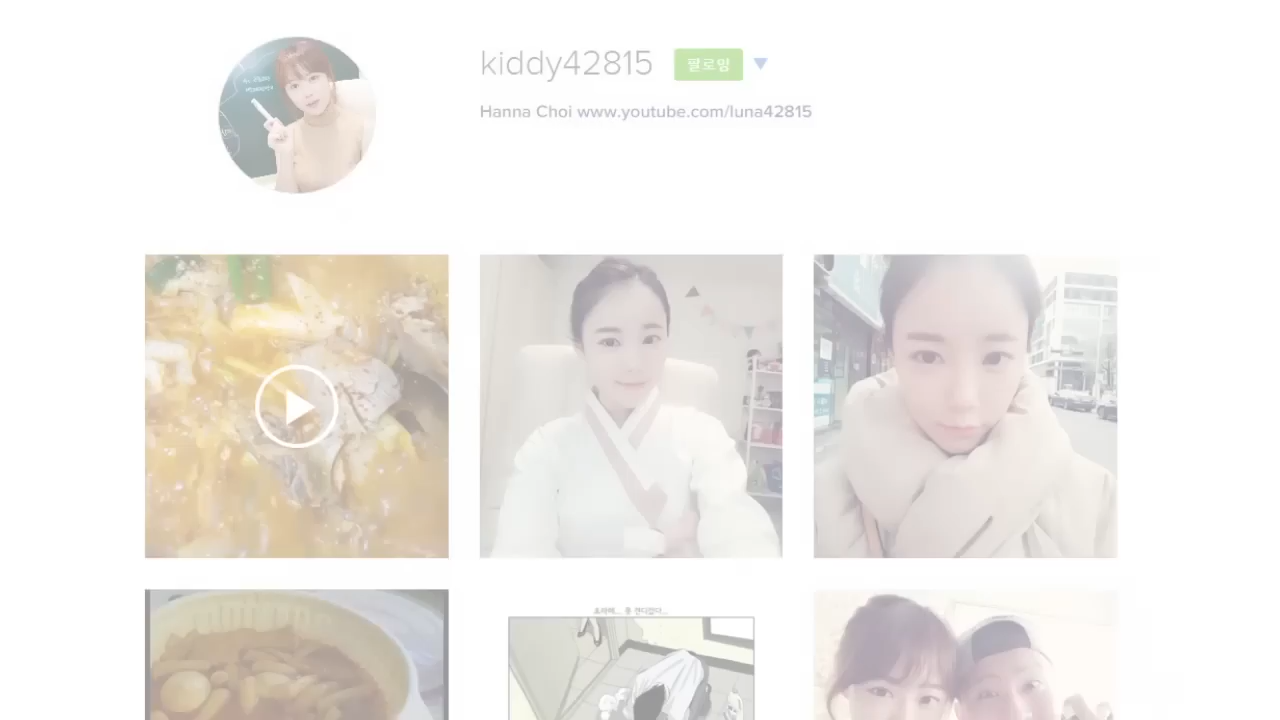 kiddy42815 팔로잉
Hanna Choi www.youtube.com/luna42815